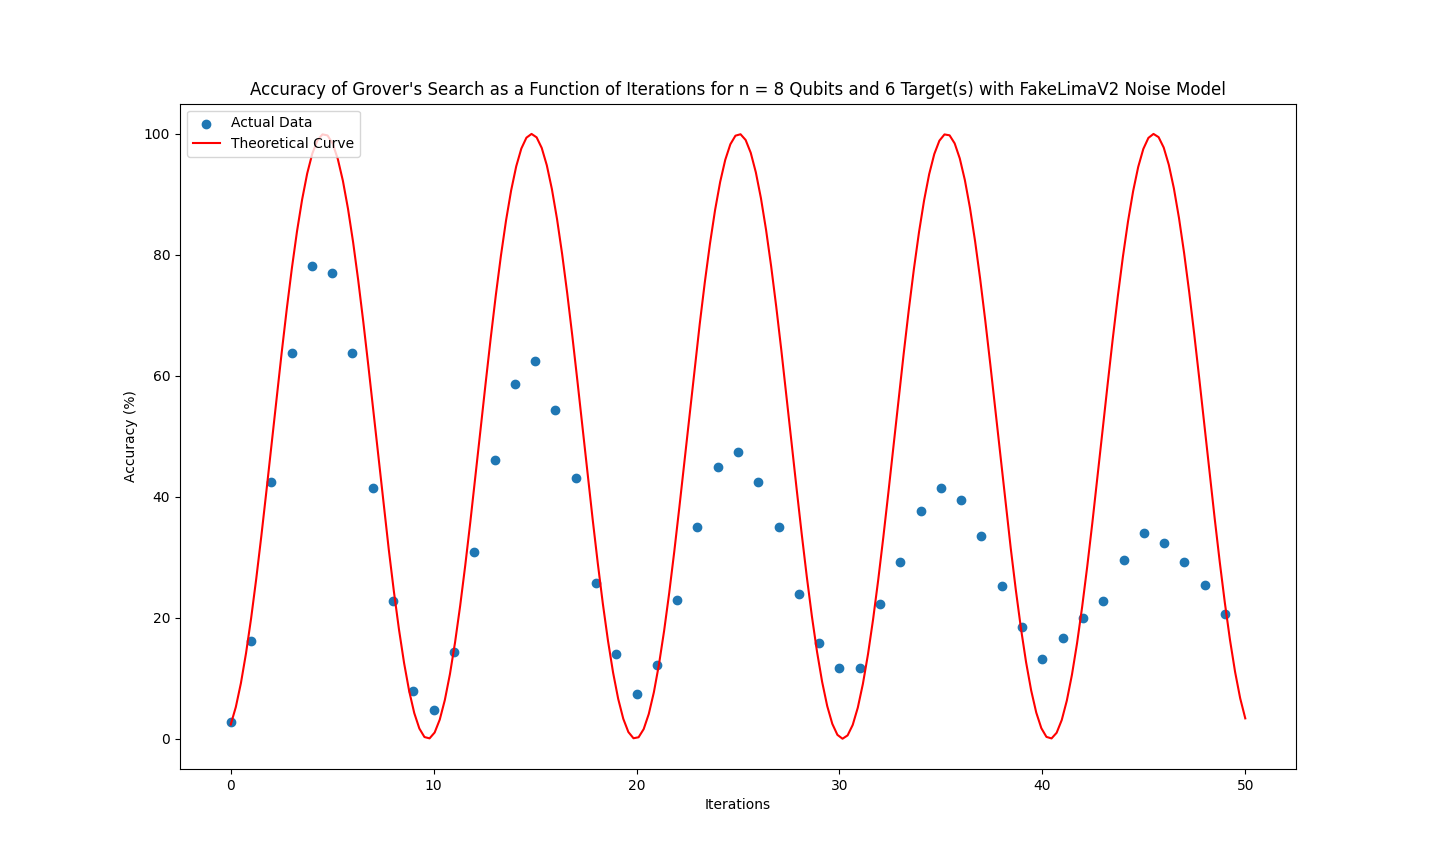 Accuracy of Grover's Search as a Function of Iterations for n = 8 Qubits and 6 Target(s) with FakeLimaV2 Noise Model
Actual Data
Theoretical Curve
100
80
60
40
20
0
Accuracy (%)
0 10 20 30 40 50
Iterations